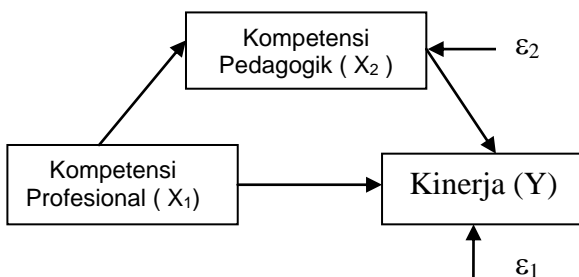 Kompetensi
Pedagogik ( X₂ )
ε₂
Kompetensi
Profesional ( X₁)
Kinerja (Y)
ε₁